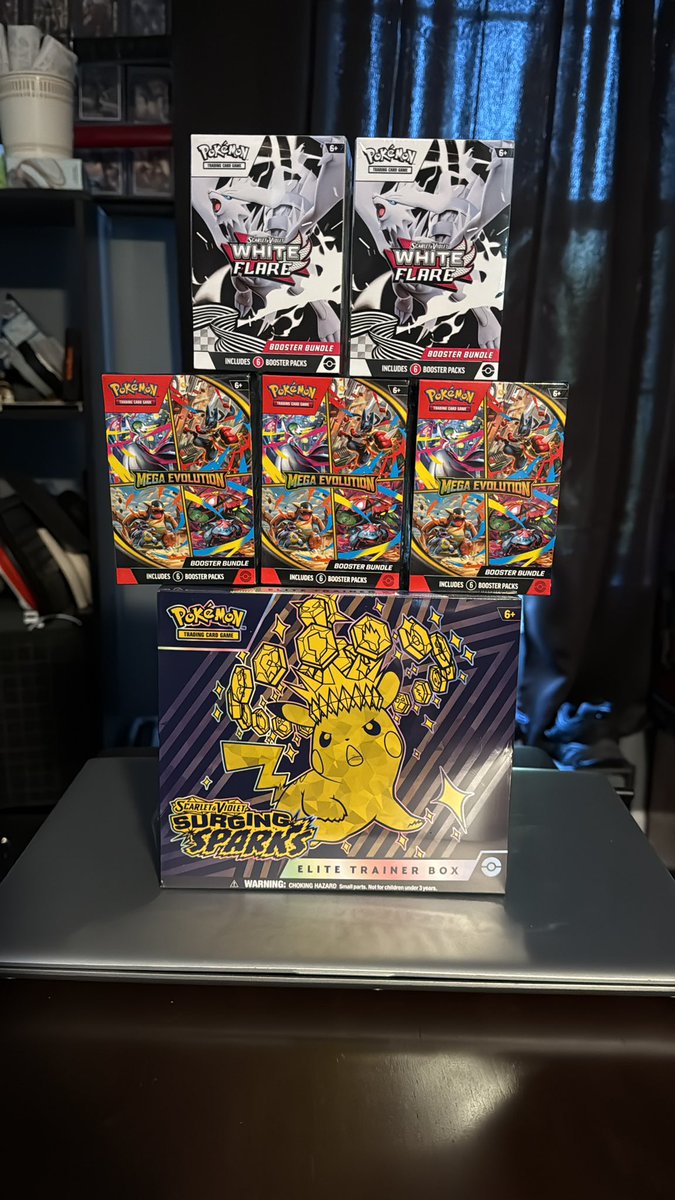 POKÉMON
TRADING CARD GAME
6+
SCARLET & VIOLET
WHITE
FLARE
BOOSTER BUNDLE
INCLUDES 6 BOOSTER PACKS
POKÉMON
TRADING CARD GAME
6+
SCARLET & VIOLET
WHITE
FLARE
BOOSTER BUNDLE
INCLUDES 6 BOOSTER PACKS
POKÉMON
TRADING CARD GAME
6+
MEGA EVOLUTION
BOOSTER BUNDLE
INCLUDES 6 BOOSTER PACKS
POKÉMON
TRADING CARD GAME
6+
MEGA EVOLUTION
BOOSTER BUNDLE
INCLUDES 6 BOOSTER PACKS
POKÉMON
TRADING CARD GAME
6+
MEGA EVOLUTION
BOOSTER BUNDLE
INCLUDES 6 BOOSTER PACKS
POKÉMON
TRADING CARD GAME
6+
SCARLET & VIOLET
SURGING
SPARKS
ELITE TRAINER BOX
WARNING: CHOKING HAZARD Small parts. Not for children under 3 years.